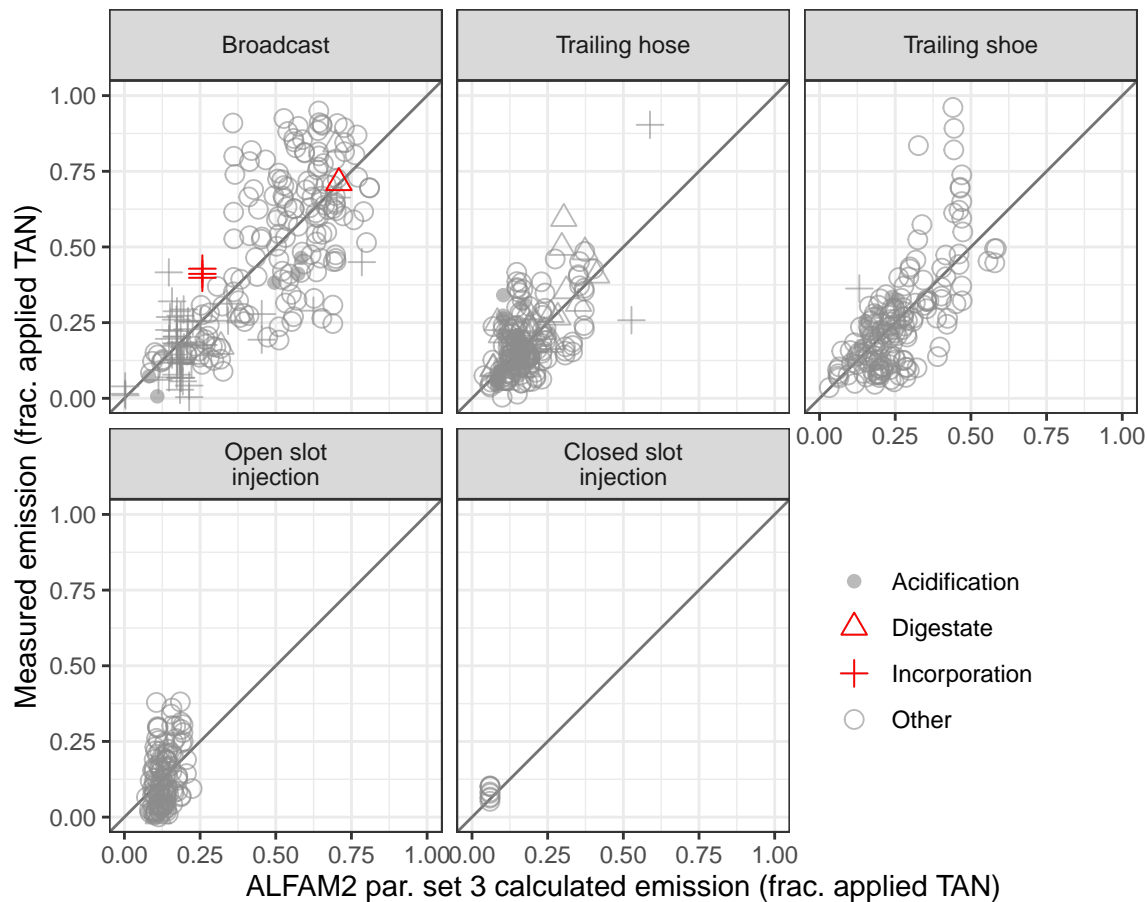 Broadcast
Trailing hose
Trailing shoe
1.00
0.75
0.50
0.25
0.00
0.00 0.25 0.50 0.75 1.00
Open slot
injection
Closed slot
injection
1.00
0.75
0.50
0.25
0.00
0.00 0.25 0.50 0.75 1.00
0.00 0.25 0.50 0.75 1.00
Measured emission (frac. applied TAN)
ALFAM2 par. set 3 calculated emission (frac. applied TAN)
Acidification
Digestate
Incorporation
Other